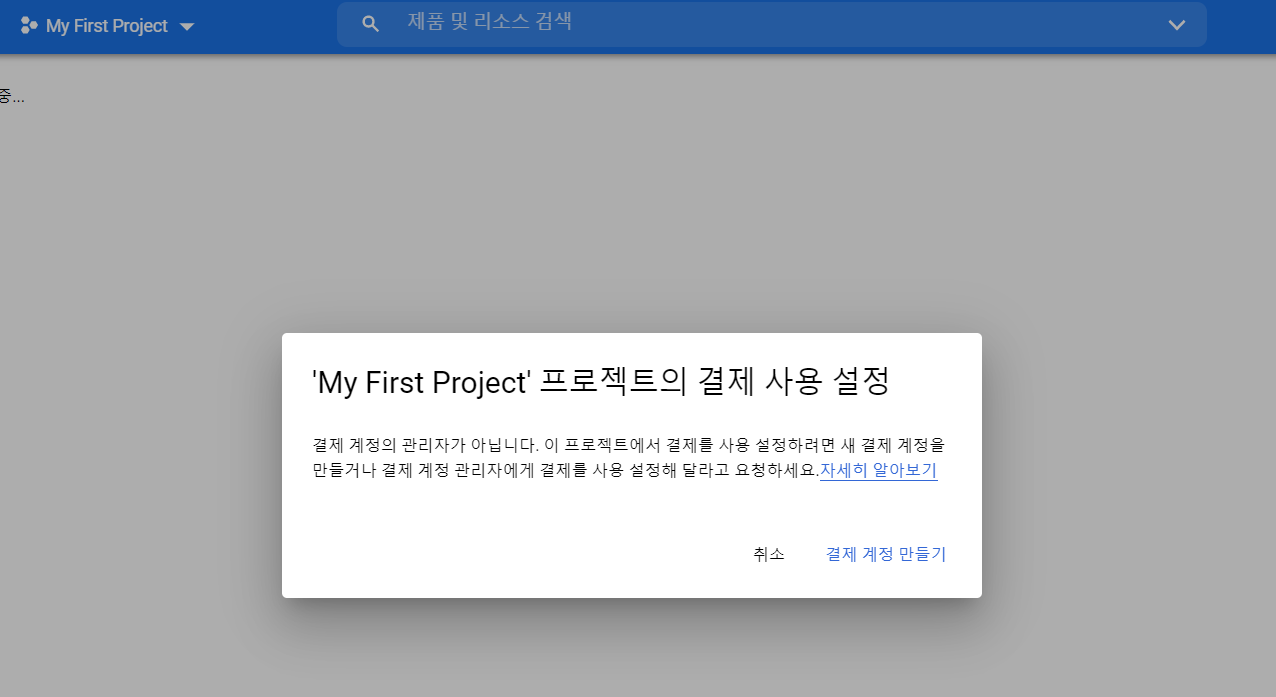 My First Project
제품 및 리소스 검색
중...
'My First Project' 프로젝트의 결제 사용 설정
결제 계정의 관리자가 아닙니다. 이 프로젝트에서 결제를 사용 설정하려면 새 결제 계정을
만들거나 결제 계정 관리자에게 결제를 사용 설정해 달라고 요청하세요.자세히 알아보기
취소
결제 계정 만들기